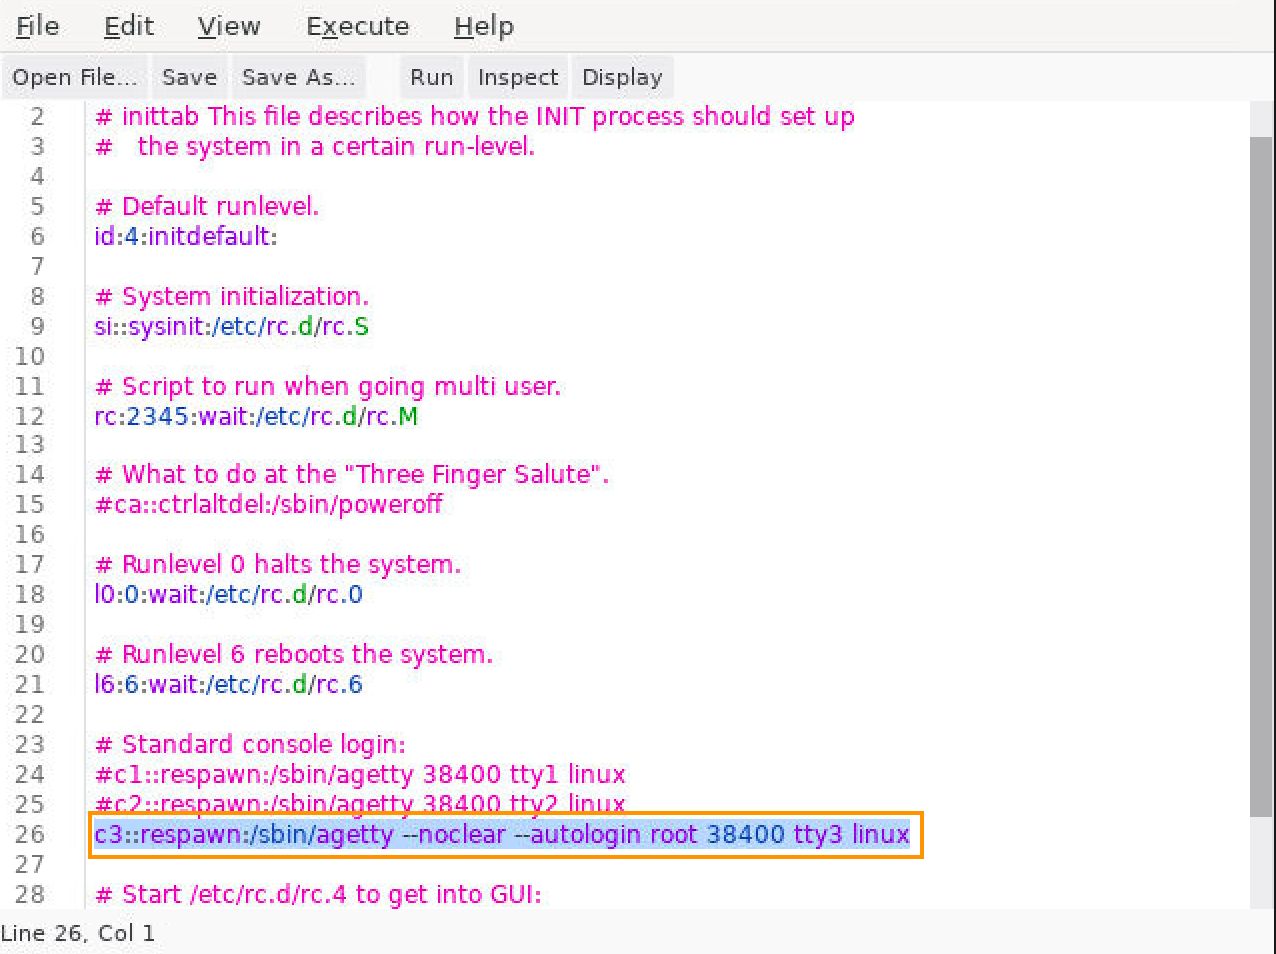 File Edit View Execute Help
Open File... Save Save As... Run Inspect Display
2 # inittab This file describes how the INIT process should set up
3 #   the system in a certain run-level.
4
5 # Default runlevel.
6 id:4:initdefault:
7
8 # System initialization.
9 si::sysinit:/etc/rc.d/rc.S
10
11 # Script to run when going multi user.
12 rc:2345:wait:/etc/rc.d/rc.M
13
14 # What to do at the "Three Finger Salute".
15 #ca::ctrlaltdel:/sbin/poweroff
16
17 # Runlevel 0 halts the system.
18 l0:0:wait:/etc/rc.d/rc.0
19
20 # Runlevel 6 reboots the system.
21 l6:6:wait:/etc/rc.d/rc.6
22
23 # Standard console login:
24 #c1::respawn:/sbin/agetty 38400 tty1 linux
25 #c2::respawn:/sbin/agetty 38400 tty2 linux
26 c3::respawn:/sbin/agetty --noclear --autologin root 38400 tty3 linux
27
28 # Start /etc/rc.d/rc.4 to get into GUI:
Line 26, Col 1